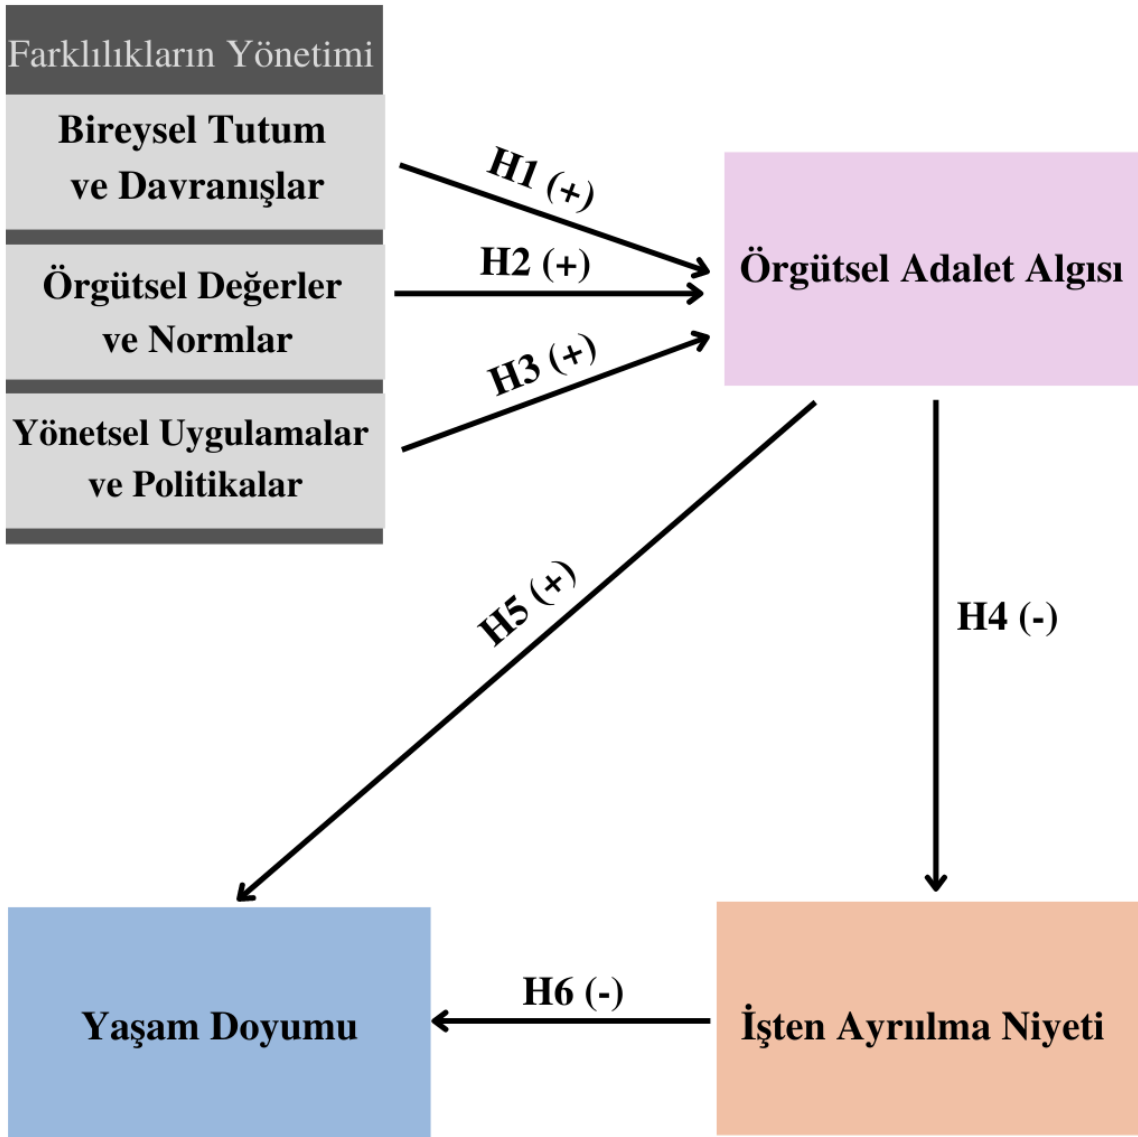 Farklılıkların Yönetimi
Bireysel Tutum
ve Davranışlar
Örgütsel Değerler
ve Normlar
Yönetsel Uygulamalar
ve Politikalar
H1 (+)
H2 (+)
H3 (+)
Örgütsel Adalet Algısı
H5 (+)
H4 (-)
Yaşam Doyumu
H6 (-)
İşten Ayrıılma Niyeti